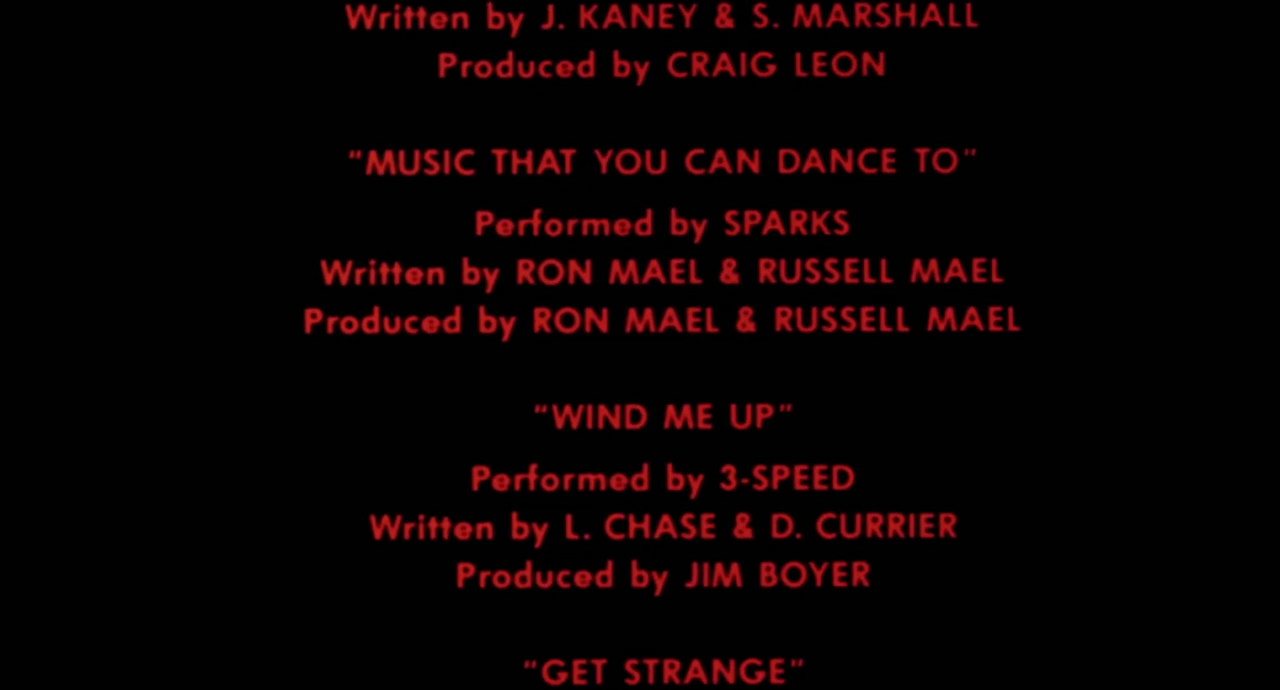 Written by J. KANEY & S. MARSHALL
Produced by CRAIG LEON
"MUSIC THAT YOU CAN DANCE TO"
Performed by SPARKS
Written by RON MAEL & RUSSELL MAEL
Produced by RON MAEL & RUSSELL MAEL
"WIND ME UP"
Performed by 3-SPEED
Written by L. CHASE & D. CURRIER
Produced by JIM BOYER
"GET STRANGE"